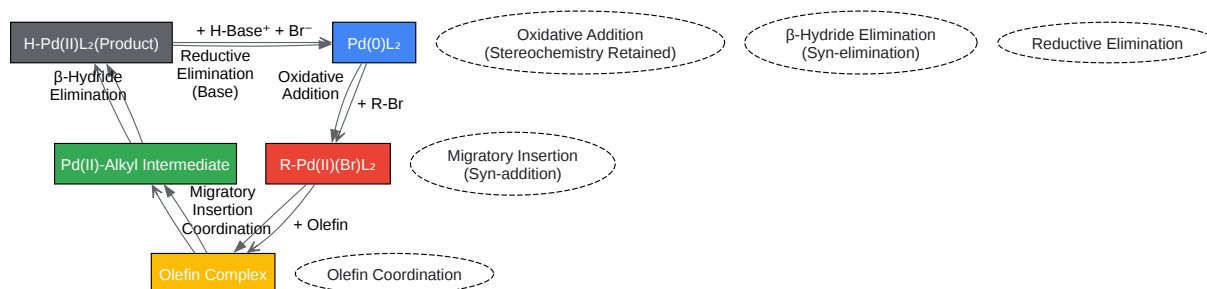 H-Pd(II)L₂(Product)
+ H-Base⁺ + Br⁻
Reductive
Elimination
(Base)
Pd(0)L₂
Oxidative Addition
(Stereochemistry Retained)
β-Hydride Elimination
(Syn-elimination)
Reductive Elimination
β-Hydride
Elimination
Oxidative
Addition
+ R-Br
Pd(II)-Alkyl Intermediate
R-Pd(II)(Br)L₂
Migratory Insertion
(Syn-addition)
Migratory
Insertion
Coordination
+ Olefin
Olefin Complex
Olefin Coordination